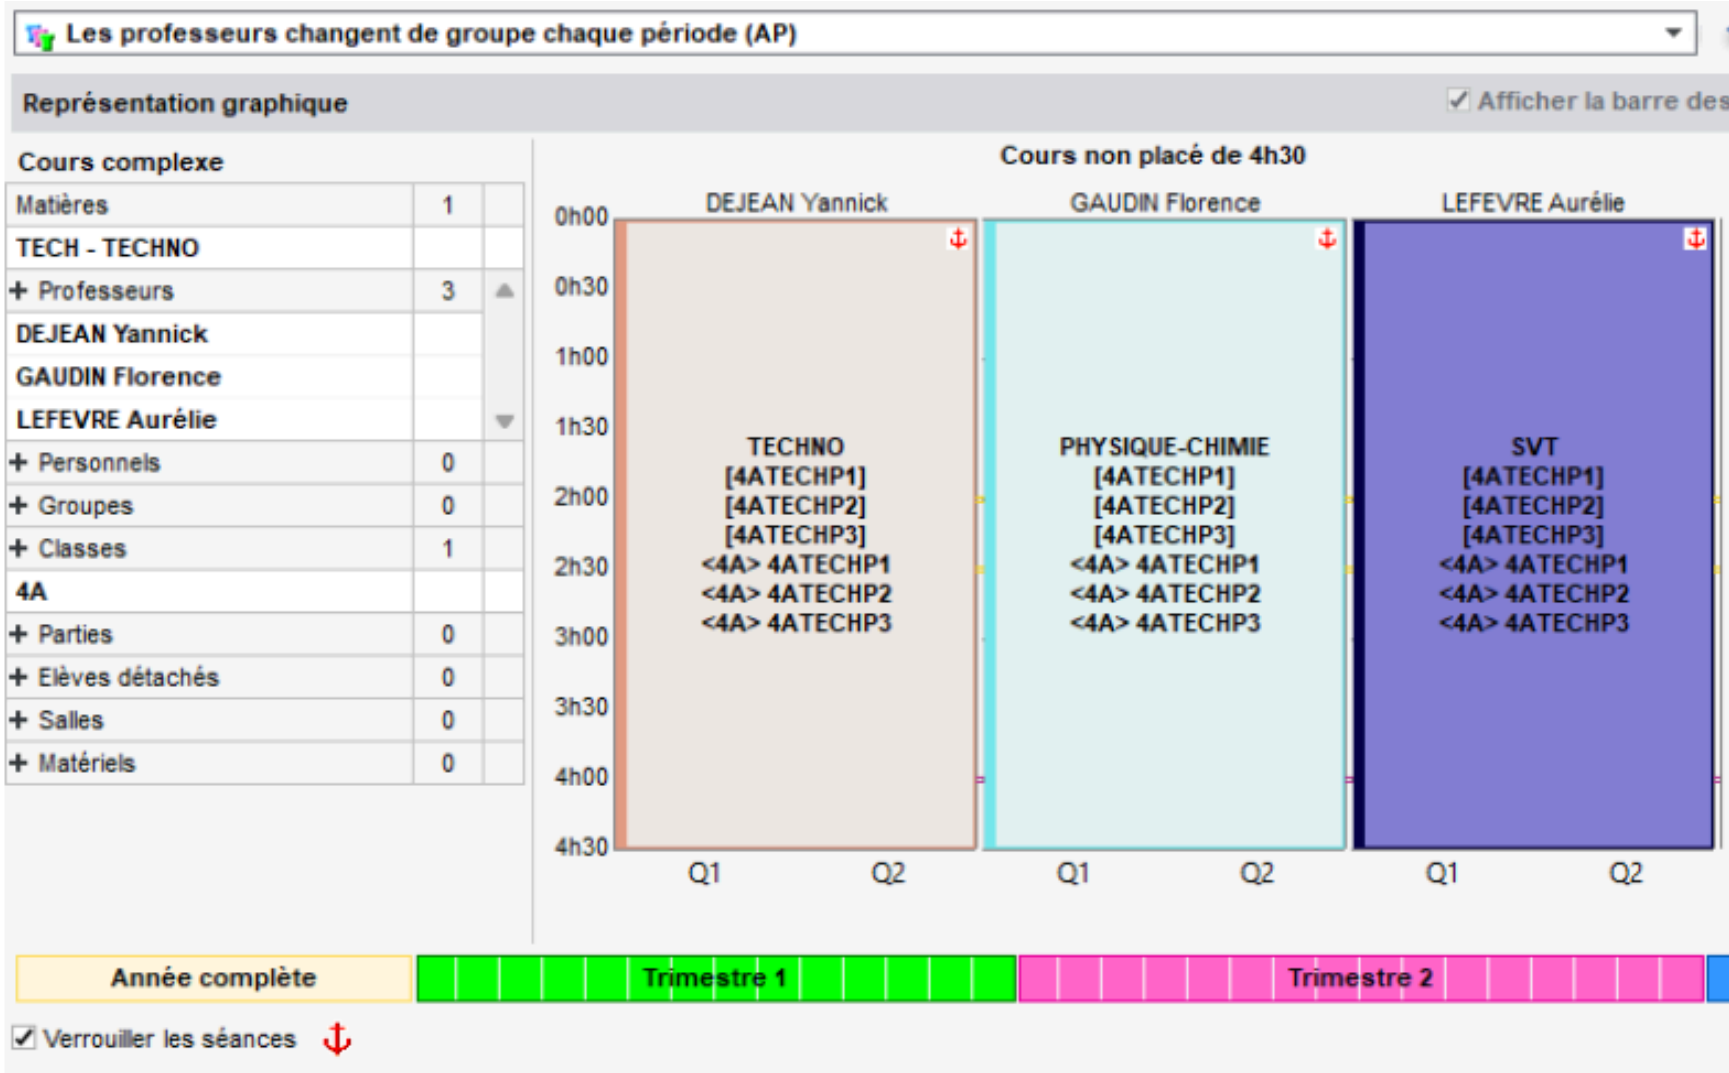 Les professeurs changent de groupe chaque période (AP)
Représentation graphique
Afficher la barre des
Cours complexe
Matières 1
TECH - TECHNO
+ Professeurs 3
DEJEAN Yannick
GAUDIN Florence
LEFEVRE Aurélie
+ Personnels 0
+ Groupes 0
+ Classes 1
4A
+ Parties 0
+ Elèves détachés 0
+ Salles 0
+ Matériels 0
Cours non placé de 4h30
DEJEAN Yannick GAUDIN Florence LEFEVRE Aurélie
0h00
0h30
1h00
1h30
2h00
2h30
3h00
3h30
4h00
4h30
TECHNO
[4ATECHP1]
[4ATECHP2]
[4ATECHP3]
<4A> 4ATECHP1
<4A> 4ATECHP2
<4A> 4ATECHP3
PHYSIQUE-CHIMIE
[4ATECHP1]
[4ATECHP2]
[4ATECHP3]
<4A> 4ATECHP1
<4A> 4ATECHP2
<4A> 4ATECHP3
SVT
[4ATECHP1]
[4ATECHP2]
[4ATECHP3]
<4A> 4ATECHP1
<4A> 4ATECHP2
<4A> 4ATECHP3
Q1 Q2 Q1 Q2 Q1 Q2
Année complète Trimestre 1 Trimestre 2
Verrouiller les séances